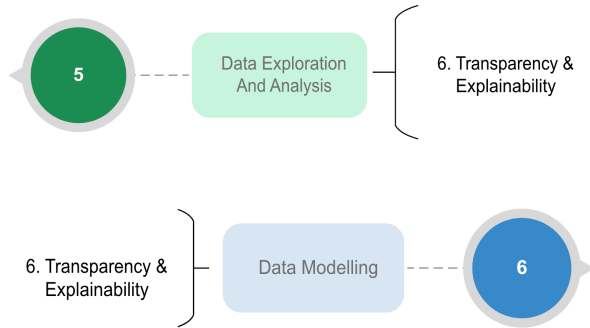 5
Data Exploration
And Analysis
6. Transparency &
Explainability
6. Transparency &
Explainability
Data Modelling
6